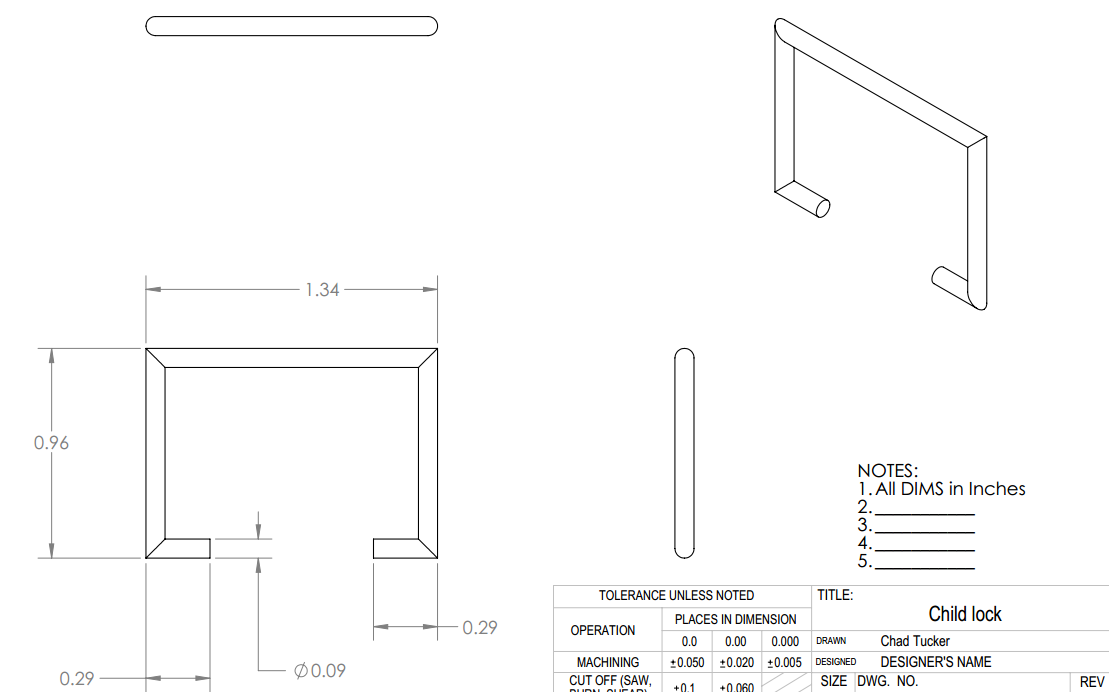 1.34
0.96
0.29
0.29
Ø0.09
NOTES:
1. All DIMS in Inches
2.
3.
4.
5.
TOLERANCE UNLESS NOTED
OPERATION
PLACES IN DIMENSION
0.0 0.00 0.000
MACHINING ±0.050 ±0.020 ±0.005
CUT OFF (SAW, ±0.1 ±0.060
TITLE:
Child lock
DRAWN Chad Tucker
DESIGNED DESIGNER'S NAME
SIZE DWG. NO. REV